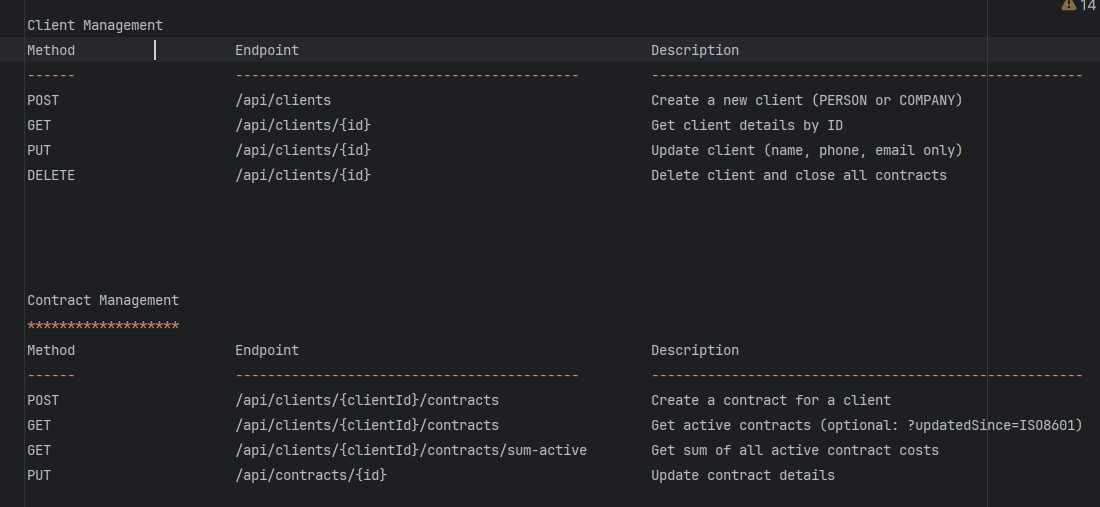 14
Client Management
Method Endpoint Description
------ ------------------------------------------- ------------------------------------------------------
POST /api/clients Create a new client (PERSON or COMPANY)
GET /api/clients/{id} Get client details by ID
PUT /api/clients/{id} Update client (name, phone, email only)
DELETE /api/clients/{id} Delete client and close all contracts
Contract Management
*******************
Method Endpoint Description
------ ------------------------------------------- ------------------------------------------------------
POST /api/clients/{clientId}/contracts Create a contract for a client
GET /api/clients/{clientId}/contracts Get active contracts (optional: ?updatedSince=ISO8601)
GET /api/clients/{clientId}/contracts/sum-active Get sum of all active contract costs
PUT /api/contracts/{id} Update contract details